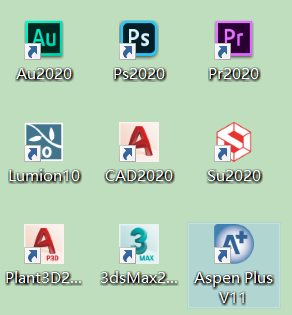 Au
Ps
Pr
Au2020
Ps2020
Pr2020
Lumion10
CAD2020
Su2020
A P3D
3 MAX
A+
Plant3D2...
3dsMax2...
Aspen Plus
V11